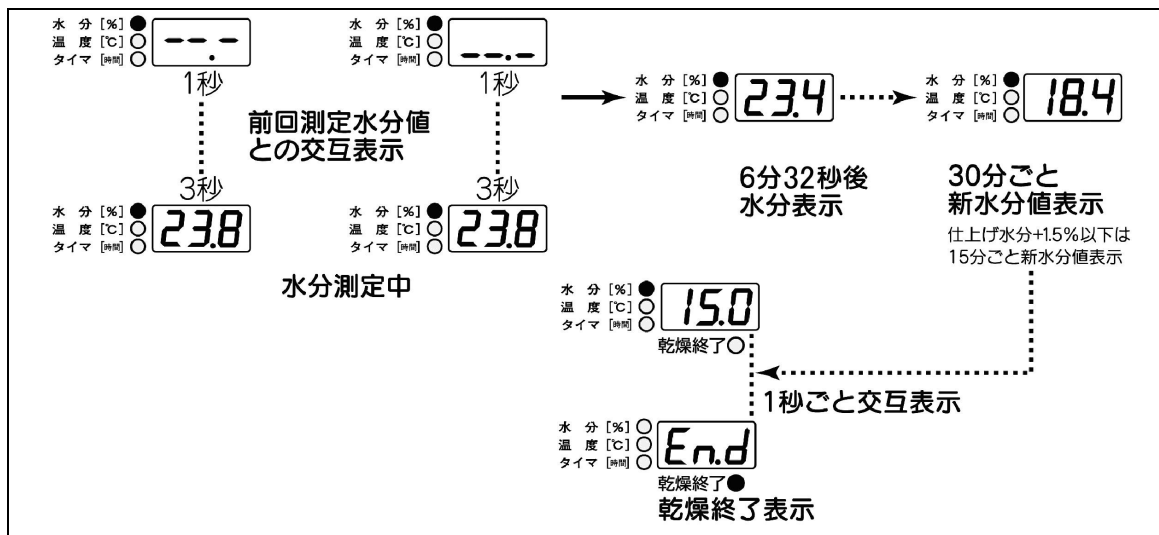 水 分 [%]
温 度 [℃]
タイマ [時間]
---.
1秒
水 分 [%]
温 度 [℃]
タイマ [時間]
--.-
1秒
前回測定水分値
との交互表示
3秒
水 分 [%]
温 度 [℃]
タイマ [時間]
23.8
3秒
水 分 [%]
温 度 [℃]
タイマ [時間]
23.8
水分測定中
水 分 [%]
温 度 [℃]
タイマ [時間]
23.4
6分32秒後
水分表示
水 分 [%]
温 度 [℃]
タイマ [時間]
18.4
30分ごと
新水分値表示
仕上げ水分+1.5%以下は
15分ごと新水分値表示
水 分 [%]
温 度 [℃]
タイマ [時間]
15.0
乾燥終了
1秒ごと交互表示
水 分 [%]
温 度 [℃]
タイマ [時間]
En.d
乾燥終了
乾燥終了表示